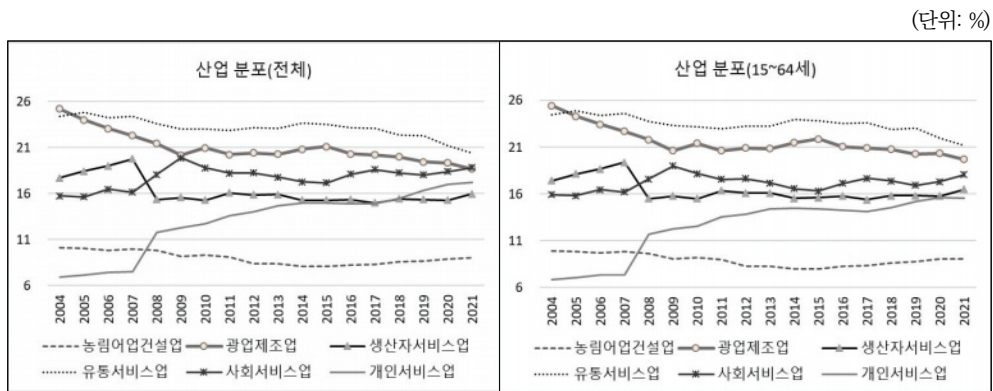 (단위: %)
산업 분포(전체)
26
21
16
11
6
2004 2005 2006 2007 2008 2009 2010 2011 2012 2013 2014 2015 2016 2017 2018 2019 2020 2021
농림어업건설업 광업제조업 생산자서비스업
유통서비스업 사회서비스업 개인서비스업
산업 분포(15~64세)
26
21
16
11
6
2004 2005 2006 2007 2008 2009 2010 2011 2012 2013 2014 2015 2016 2017 2018 2019 2020 2021
농림어업건설업 광업제조업 생산자서비스업
유통서비스업 사회서비스업 개인서비스업